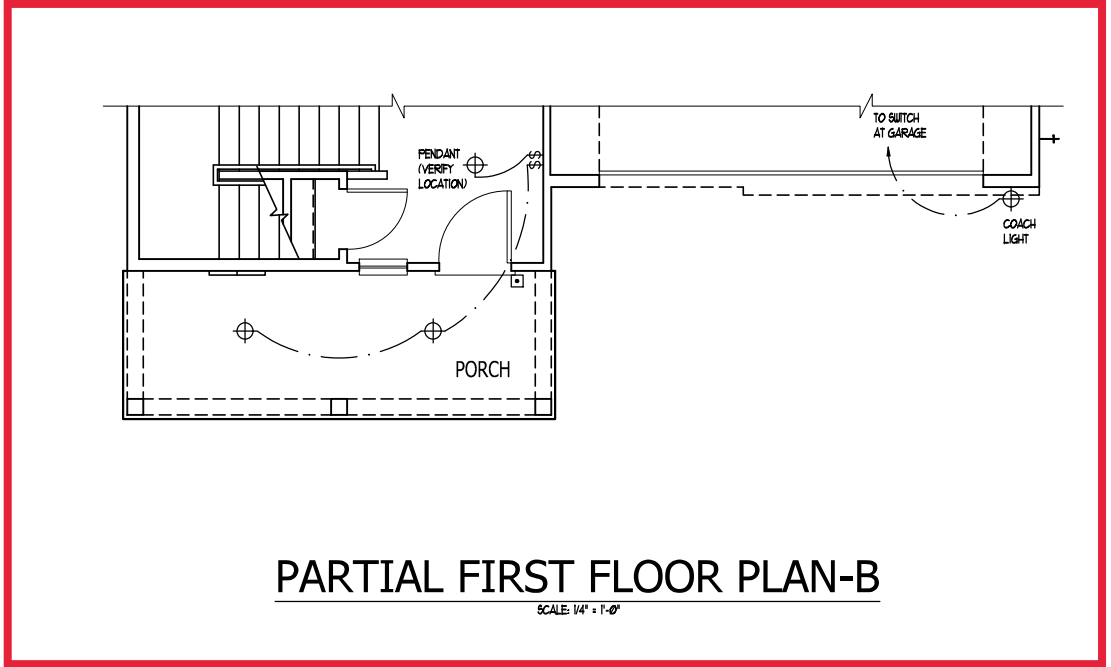 TO SWITCH
AT GARAGE
PENDANT
(VERIFY
LOCATION)
$
$
COACH
LIGHT
PORCH
PARTIAL FIRST FLOOR PLAN-B
SCALE: 1/4" = 1'-0"